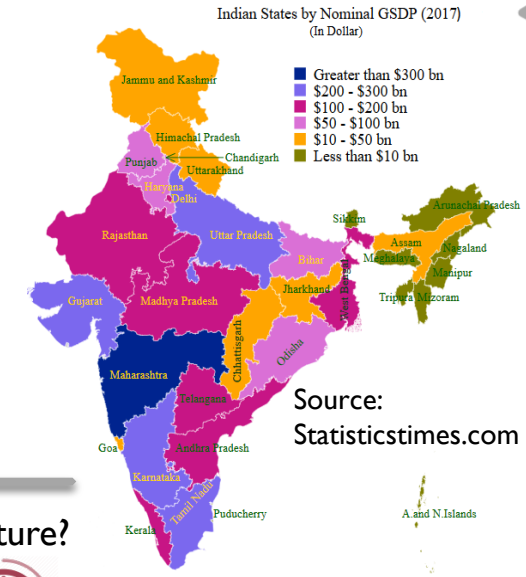 Indian States by Nominal GSDP (2017)
(In Dollar)
Greater than $300 bn
$200 - $300 bn
$100 - $200 bn
$50 - $100 bn
$10 - $50 bn
Less than $10 bn
Jammu and Kashmir
Himachal Pradesh
Punjab
Chandigarh
Uttarakhand
Haryana
Delhi
Rajasthan
Uttar Pradesh
Sikkim
Arunachal Pradesh
Assam
Nagaland
Meghalaya
Manipur
Bihar
Tripura
Mizoram
Gujarat
Madhya Pradesh
Jharkhand
West Bengal
Chhattisgarh
Odisha
Maharashtra
Telangana
Source:
Statisticstimes.com
Goa
Andhra Pradesh
Karnataka
Tamil Nadu
Puducherry
A.and N.Islands
Kerala
ture?